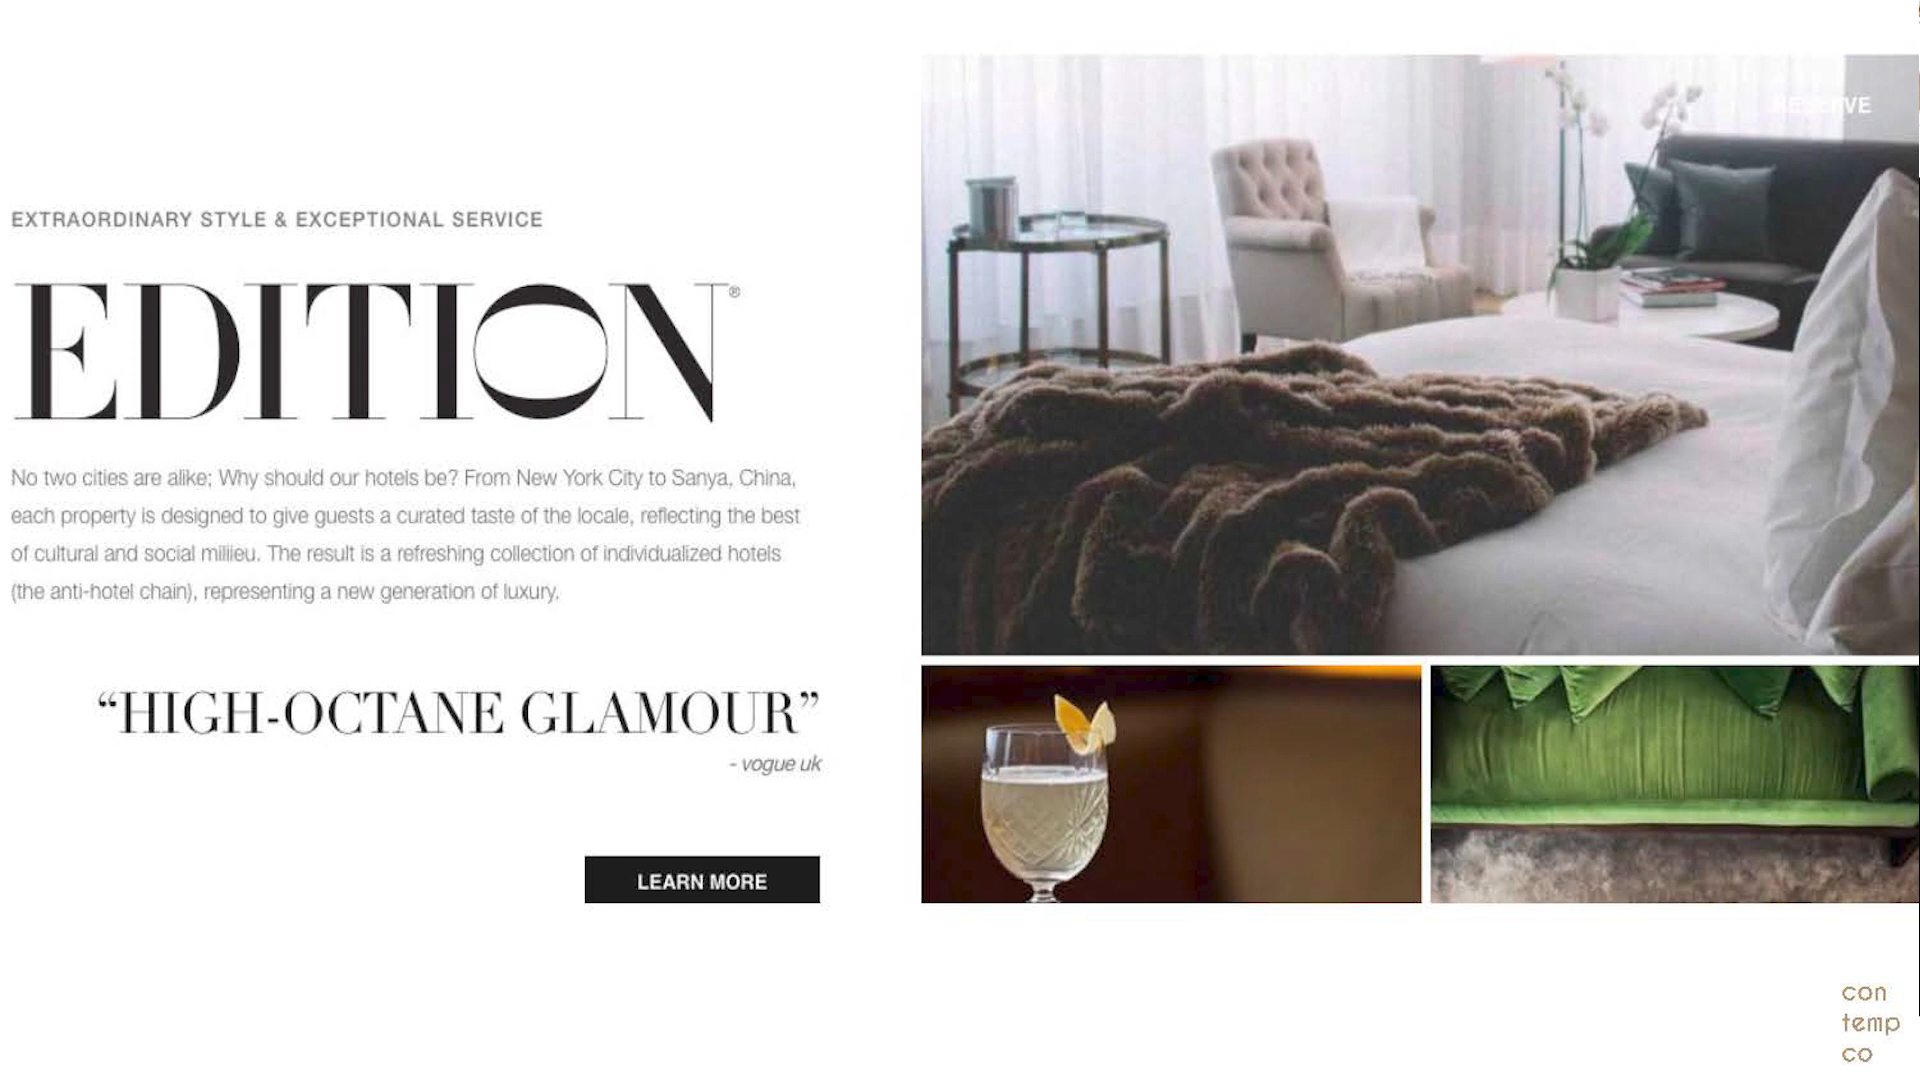 RESERVE
EXTRAORDINARY STYLE & EXCEPTIONAL SERVICE
EDITION®
No two cities are alike; Why should our hotels be? From New York City to Sanya, China,
each property is designed to give guests a curated taste of the locale, reflecting the best
of cultural and social miliieu. The result is a refreshing collection of individualized hotels
(the anti-hotel chain), representing a new generation of luxury.
“HIGH-OCTANE GLAMOUR”
- vogue uk
LEARN MORE
con
temp
co